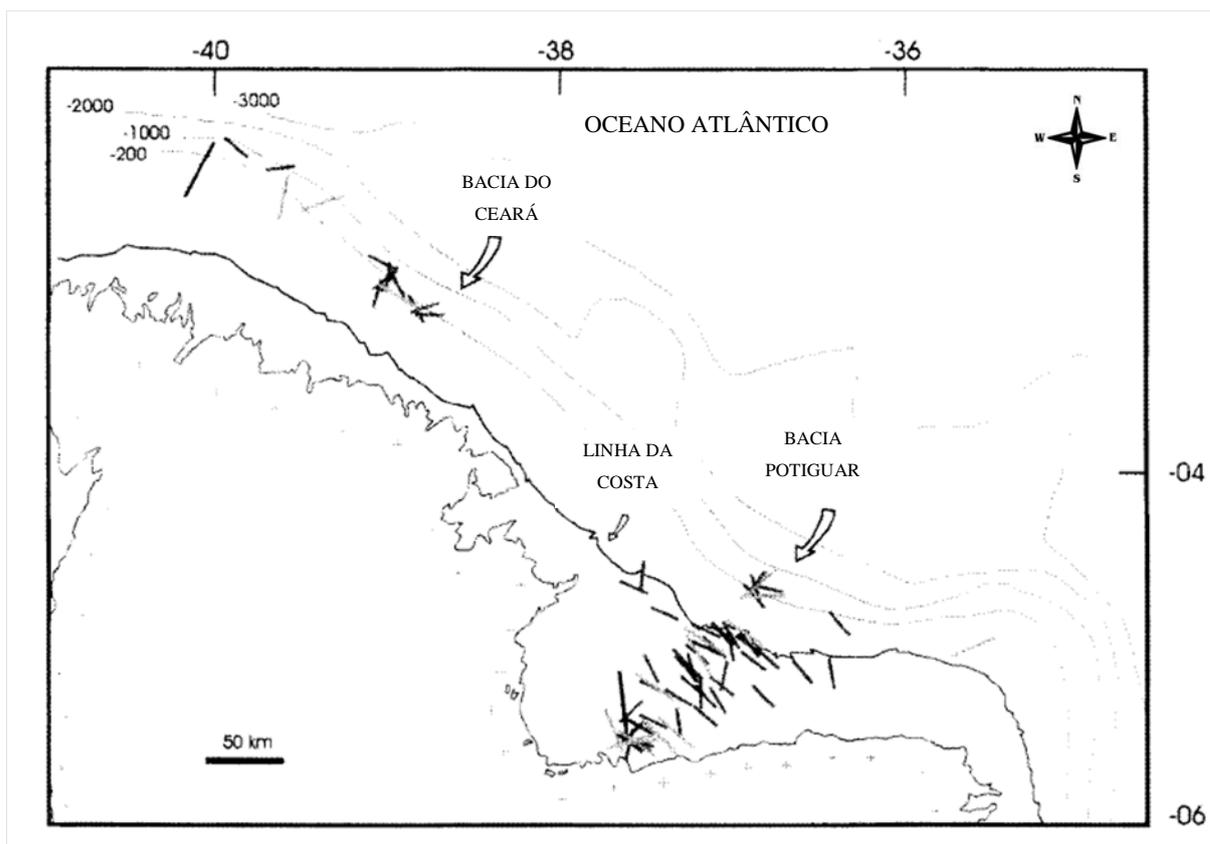 -40
-38
-36
-2000
-3000
-1000
-200
OCEANO ATLÂNTICO
N
W
E
S
BACIA DO
CEARÁ
BACIA
POTIGUAR
LINHA DA
COSTA
-04
50 km
-06